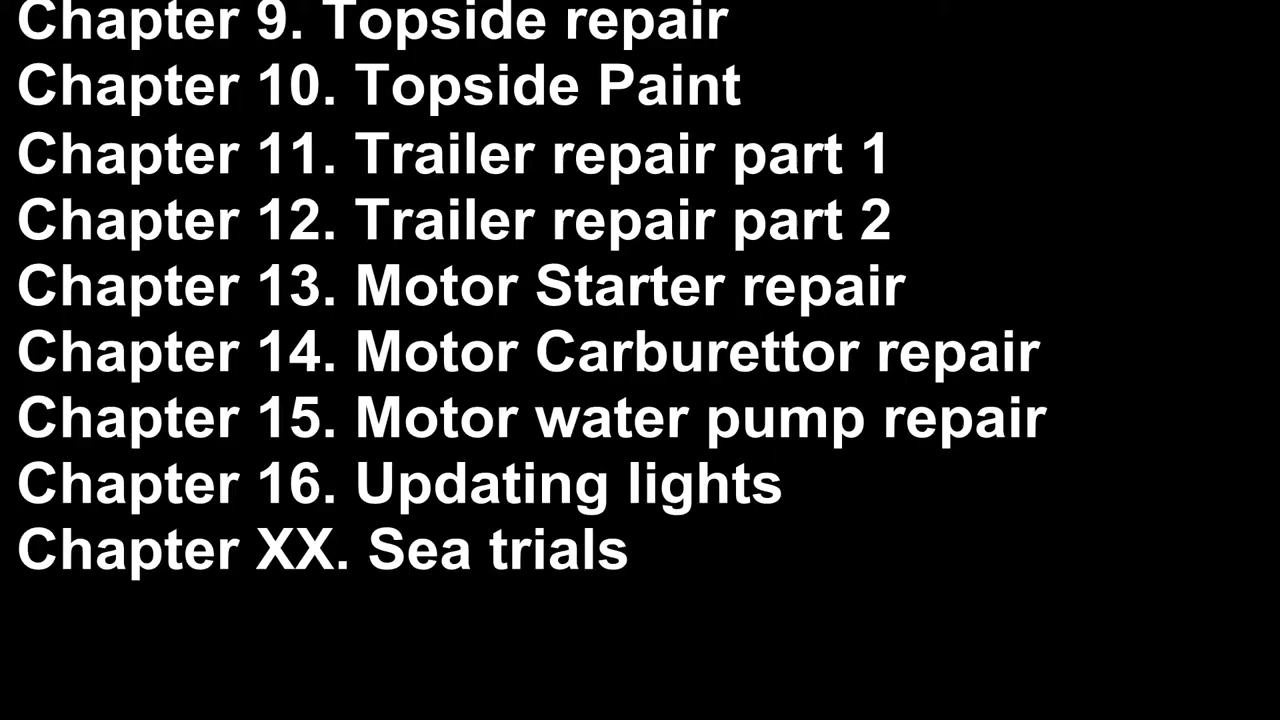 Chapter 9. Topside repair
Chapter 10. Topside Paint
Chapter 11. Trailer repair part 1
Chapter 12. Trailer repair part 2
Chapter 13. Motor Starter repair
Chapter 14. Motor Carburettor repair
Chapter 15. Motor water pump repair
Chapter 16. Updating lights
Chapter XX. Sea trials